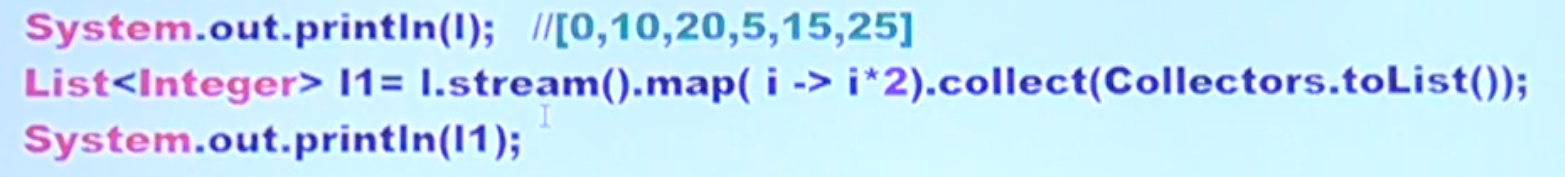 System.out.println(l); //[0,10,20,5,15,25]
List<Integer> l1= l.stream().map( i -> i*2).collect(Collectors.toList());
System.out.println(l1);